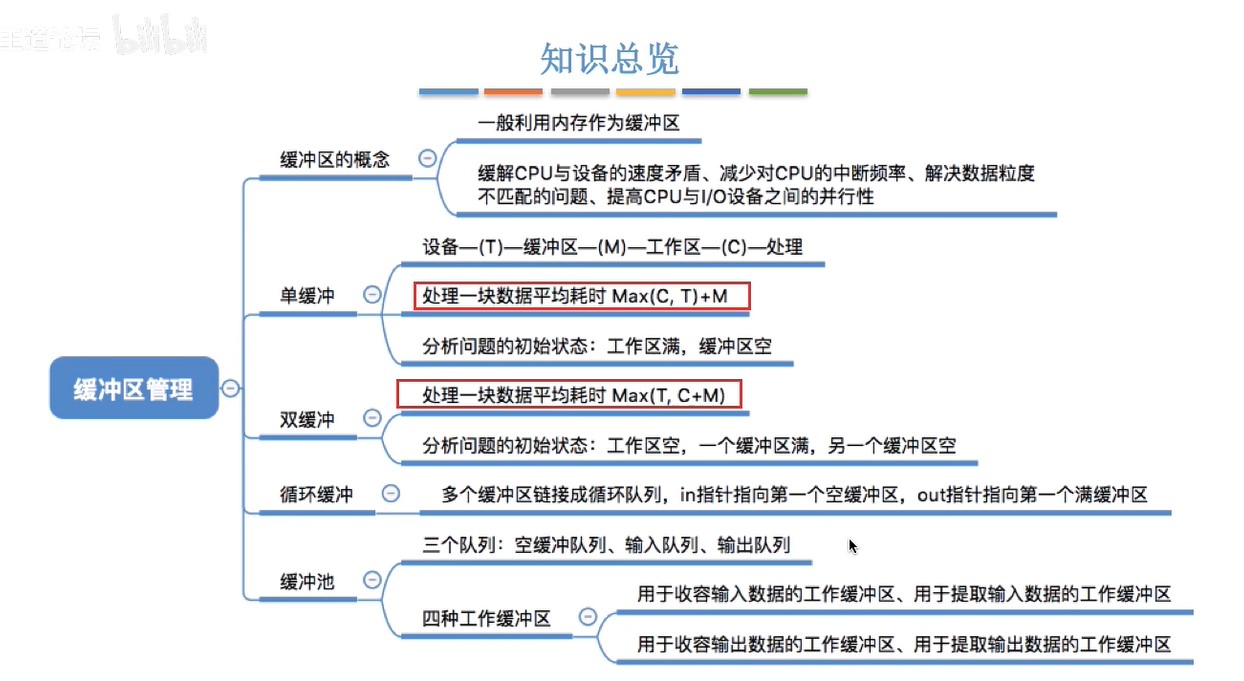 王道论坛 bilibili
知识总览
一般利用内存作为缓冲区
缓冲区的概念
缓解CPU与设备的速度矛盾、减少对CPU的中断频率、解决数据粒度
不匹配的问题、提高CPU与I/O设备之间的并行性
设备—(T)—缓冲区—(M)—工作区—(C)—处理
单缓冲
处理一块数据平均耗时 Max(C, T)+M
分析问题的初始状态：工作区满，缓冲区空
缓冲区管理
处理一块数据平均耗时 Max(T, C+M)
双缓冲
分析问题的初始状态：工作区空，一个缓冲区满，另一个缓冲区空
循环缓冲
多个缓冲区链接成循环队列，in指针指向第一个空缓冲区，out指针指向第一个满缓冲区
三个队列：空缓冲队列、输入队列、输出队列
缓冲池
用于收容输入数据的工作缓冲区、用于提取输入数据的工作缓冲区
四种工作缓冲区
用于收容输出数据的工作缓冲区、用于提取输出数据的工作缓冲区